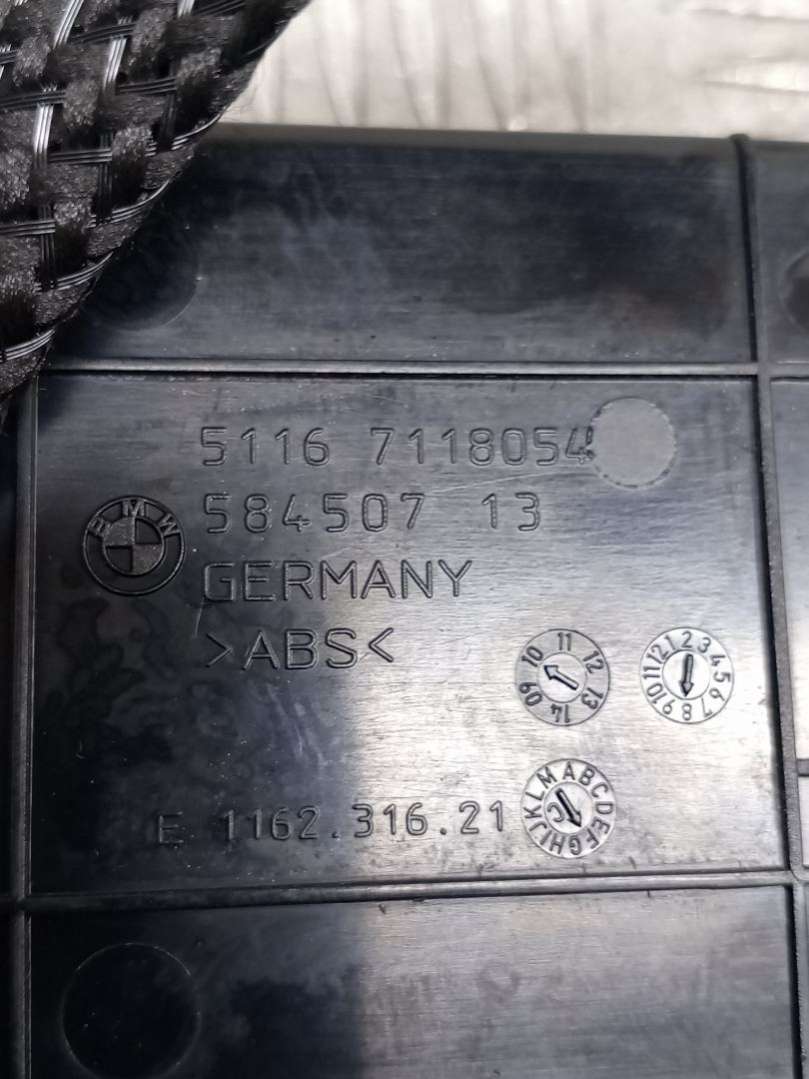 5116 7118054
BMW
584507 13
GERMANY
>ABS<
09 10 11 12 13 14
1 2 3 4 5 6 7 8 9 10 11 12
E 1162.316.21
A B C D E F G H I J K L M
C